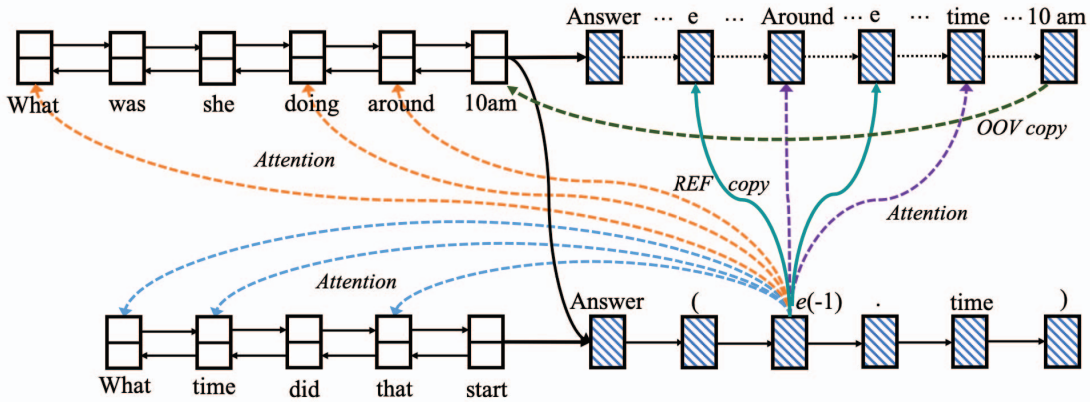 Answer ... e ... Around ... e ... time ... 10 am
What was she doing around 10am
OOV copy
Attention
REF copy
Attention
Attention
Answer ( e(-1) . time )
What time did that start